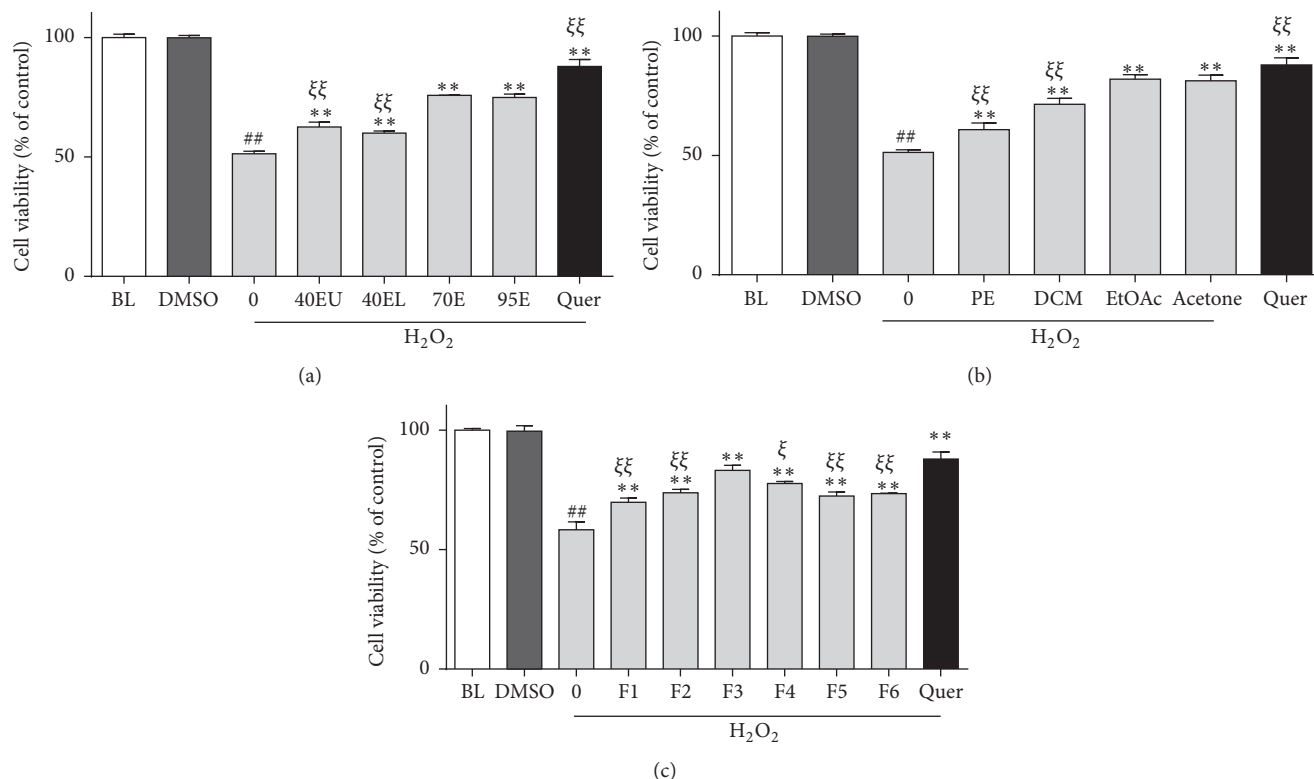 Cell viability (% of control)
100
50
0
##
ξξ
**
ξξ
**
**
**
ξξ
**
BL DMSO 0 40EU 40EL 70E 95E Quer
H₂O₂
(a)
Cell viability (% of control)
100
50
0
##
ξξ
**
ξξ
**
**
**
ξξ
**
BL DMSO 0 PE DCM EtOAc Acetone Quer
H₂O₂
(b)
Cell viability (% of control)
100
50
0
##
ξξ
**
ξξ
**
**
ξ
**
ξξ
**
ξξ
**
**
BL DMSO 0 F1 F2 F3 F4 F5 F6 Quer
H₂O₂
(c)